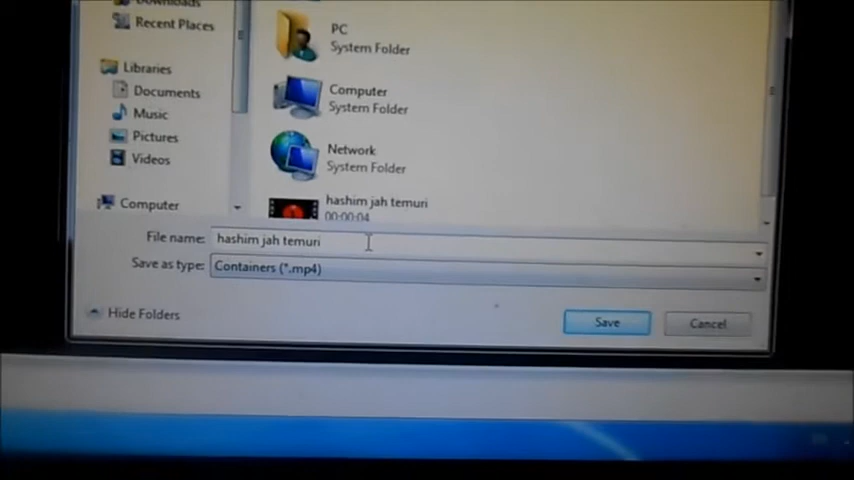 Downloads
Recent Places
Libraries
Documents
Music
Pictures
Videos
Computer
PC
System Folder
Computer
System Folder
Network
System Folder
hashim jah temuri
00:00:04
File name: hashim jah temuri
Save as type: Containers (*.mp4)
Hide Folders
Save
Cancel